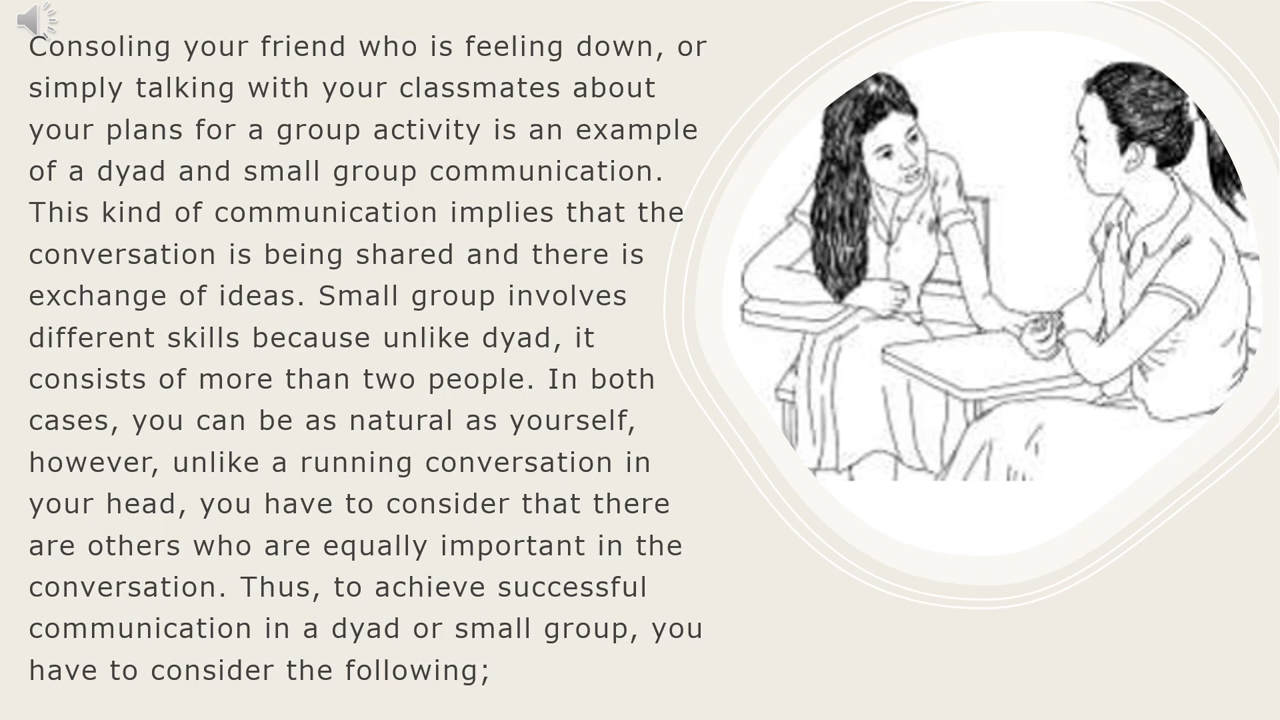 Consoling your friend who is feeling down, or
simply talking with your classmates about
your plans for a group activity is an example
of a dyad and small group communication.
This kind of communication implies that the
conversation is being shared and there is
exchange of ideas. Small group involves
different skills because unlike dyad, it
consists of more than two people. In both
cases, you can be as natural as yourself,
however, unlike a running conversation in
your head, you have to consider that there
are others who are equally important in the
conversation. Thus, to achieve successful
communication in a dyad or small group, you
have to consider the following;